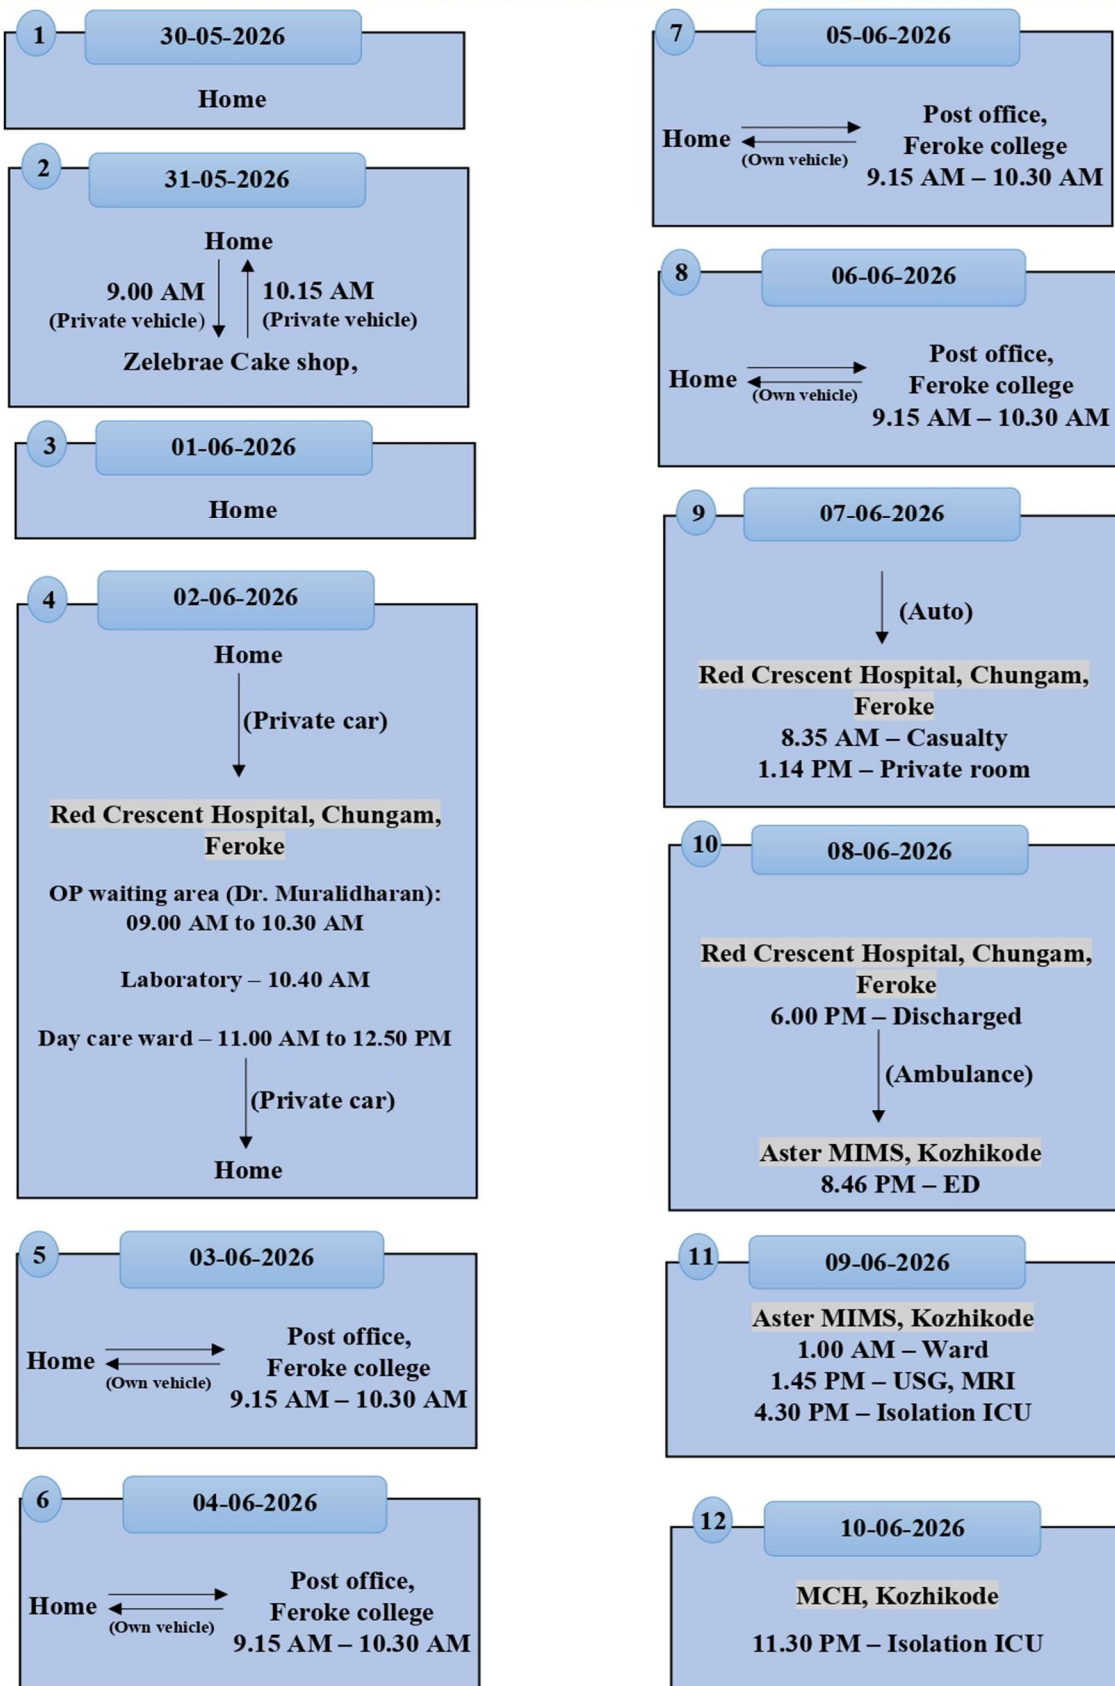 1
30-05-2026
Home
2
31-05-2026
Home
9.00 AM
(Private vehicle)
10.15 AM
(Private vehicle)
Zelebrae Cake shop,
3
01-06-2026
Home
4
02-06-2026
Home
(Private car)
Red Crescent Hospital, Chungam,
Feroke
OP waiting area (Dr. Muralidharan):
09.00 AM to 10.30 AM
Laboratory – 10.40 AM
Day care ward – 11.00 AM to 12.50 PM
(Private car)
Home
5
03-06-2026
Home
(Own vehicle)
Post office,
Feroke college
9.15 AM – 10.30 AM
6
04-06-2026
Home
(Own vehicle)
Post office,
Feroke college
9.15 AM – 10.30 AM
7
05-06-2026
Home
(Own vehicle)
Post office,
Feroke college
9.15 AM – 10.30 AM
8
06-06-2026
Home
(Own vehicle)
Post office,
Feroke college
9.15 AM – 10.30 AM
9
07-06-2026
(Auto)
Red Crescent Hospital, Chungam,
Feroke
8.35 AM – Casualty
1.14 PM – Private room
10
08-06-2026
Red Crescent Hospital, Chungam,
Feroke
6.00 PM – Discharged
(Ambulance)
Aster MIMS, Kozhikode
8.46 PM – ED
11
09-06-2026
Aster MIMS, Kozhikode
1.00 AM – Ward
1.45 PM – USG, MRI
4.30 PM – Isolation ICU
12
10-06-2026
MCH, Kozhikode
11.30 PM – Isolation ICU